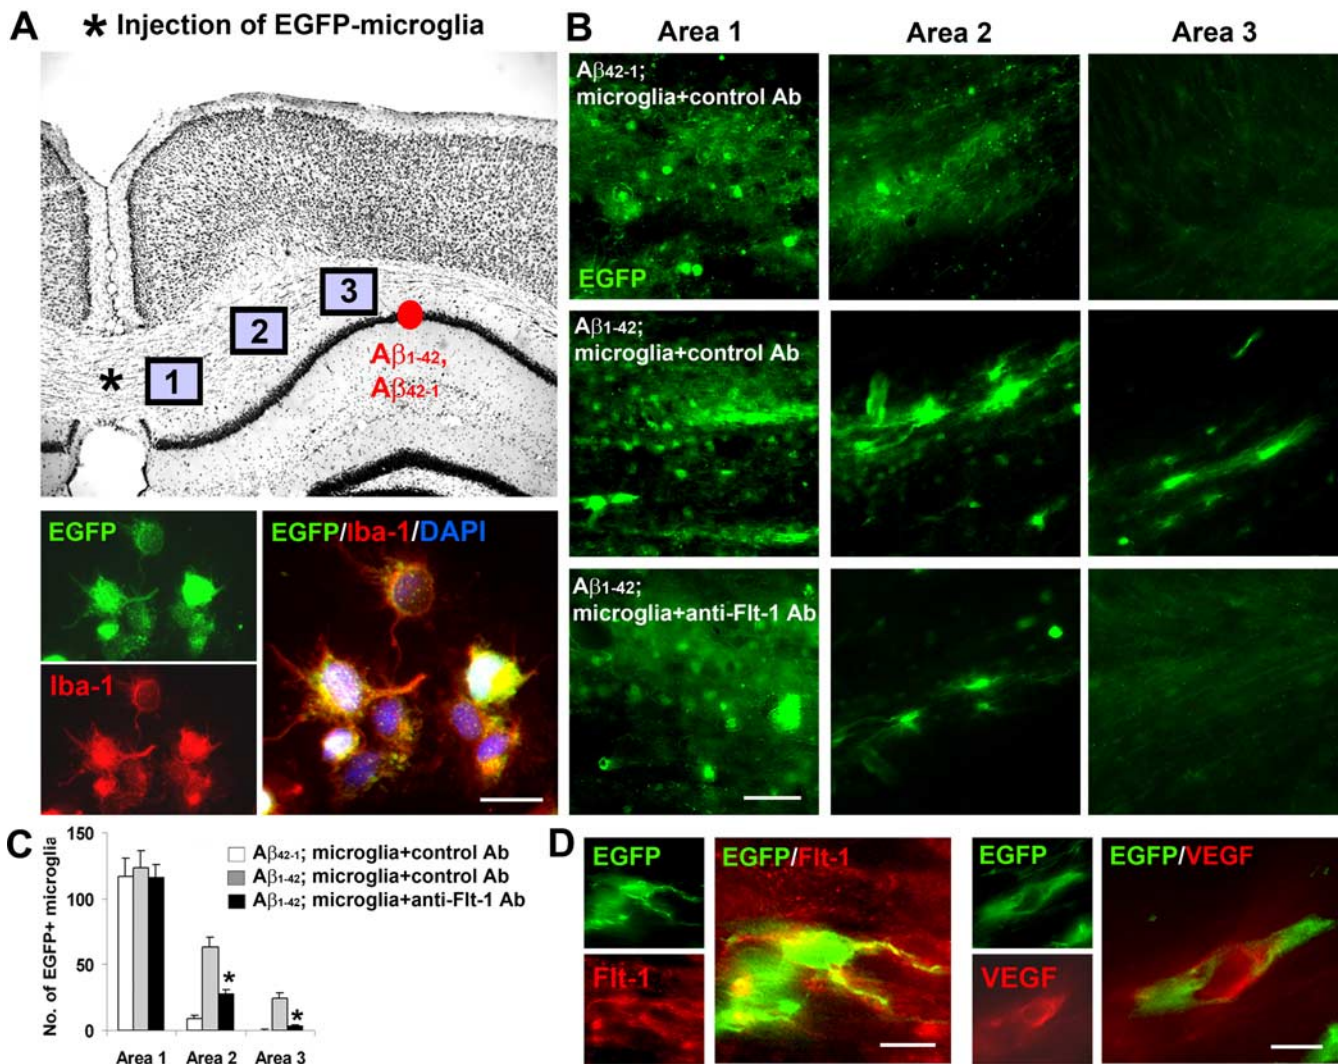 A
* Injection of EGFP-microglia
1
2
3
*
Aβ1-42,
Aβ42-1
EGFP
Iba-1
EGFP/Iba-1/DAPI
B
Area 1
Area 2
Area 3
Aβ42-1;
microglia+control Ab
EGFP
Aβ1-42;
microglia+control Ab
Aβ1-42;
microglia+anti-Flt-1 Ab
C
No. of EGFP+ microglia
150
100
50
0
Aβ42-1; microglia+control Ab
Aβ1-42; microglia+control Ab
Aβ1-42; microglia+anti-Flt-1 Ab
*
*
Area 1
Area 2
Area 3
D
EGFP
Flt-1
EGFP/Flt-1
EGFP
VEGF
EGFP/VEGF